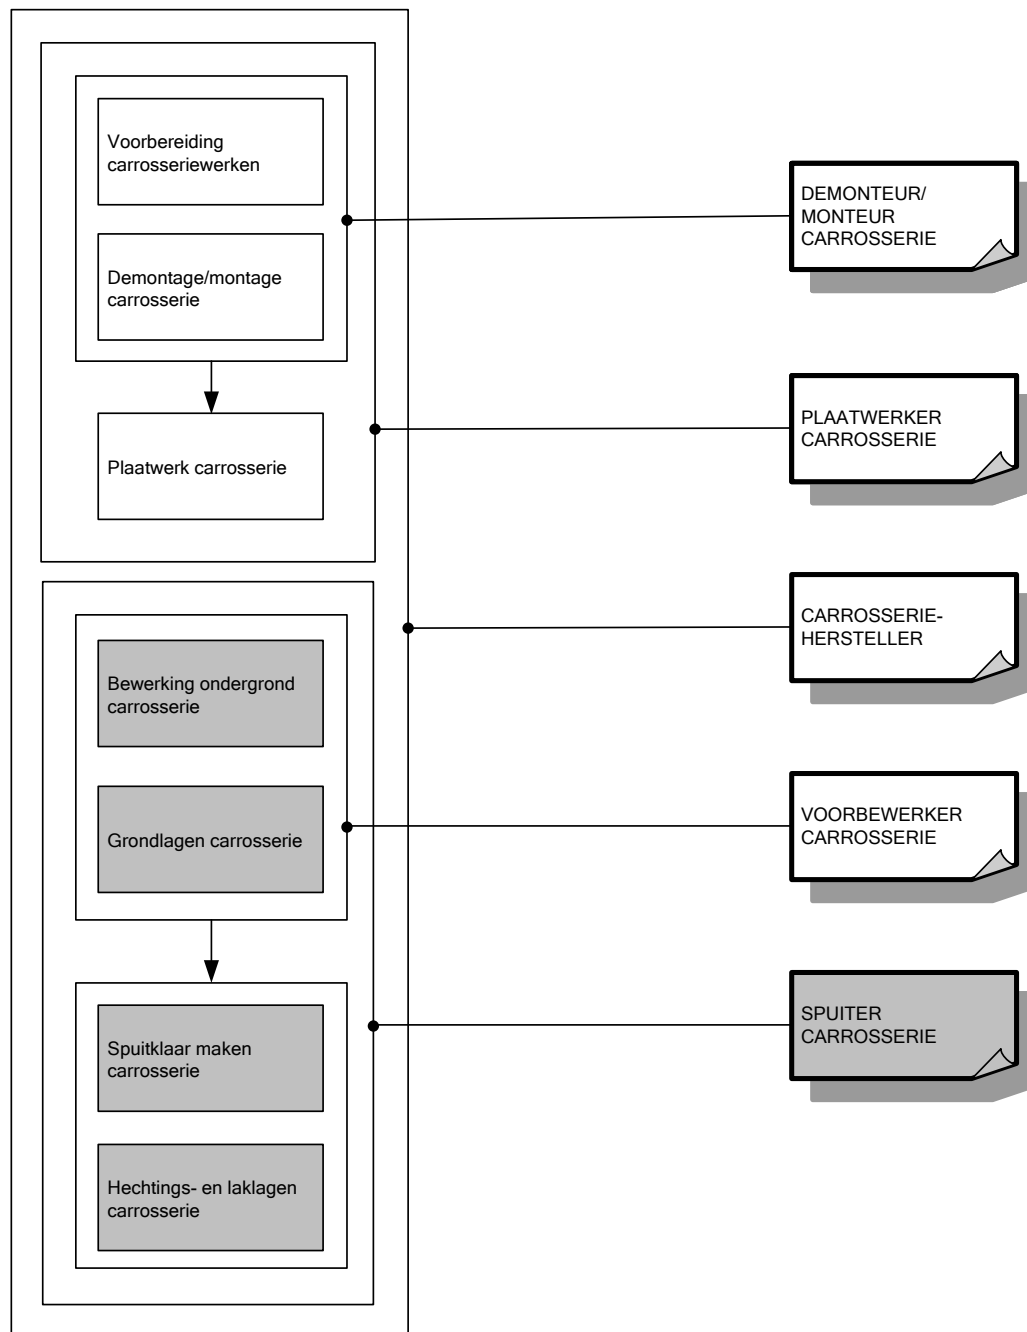 Voorbereiding
carrosseriewerken
Demontage/montage
carrosserie
Plaatwerk carrosserie
Bewerking ondergrond
carrosserie
Grondlagen carrosserie
Spuitklaar maken
carrosserie
Hechtings- en laklagen
carrosserie
DEMONTEUR/
MONTEUR
CARROSSERIE
PLAATWERKER
CARROSSERIE
CARROSSERIE-
HERSTELLER
VOORBEWERKER
CARROSSERIE
SPUITER
CARROSSERIE